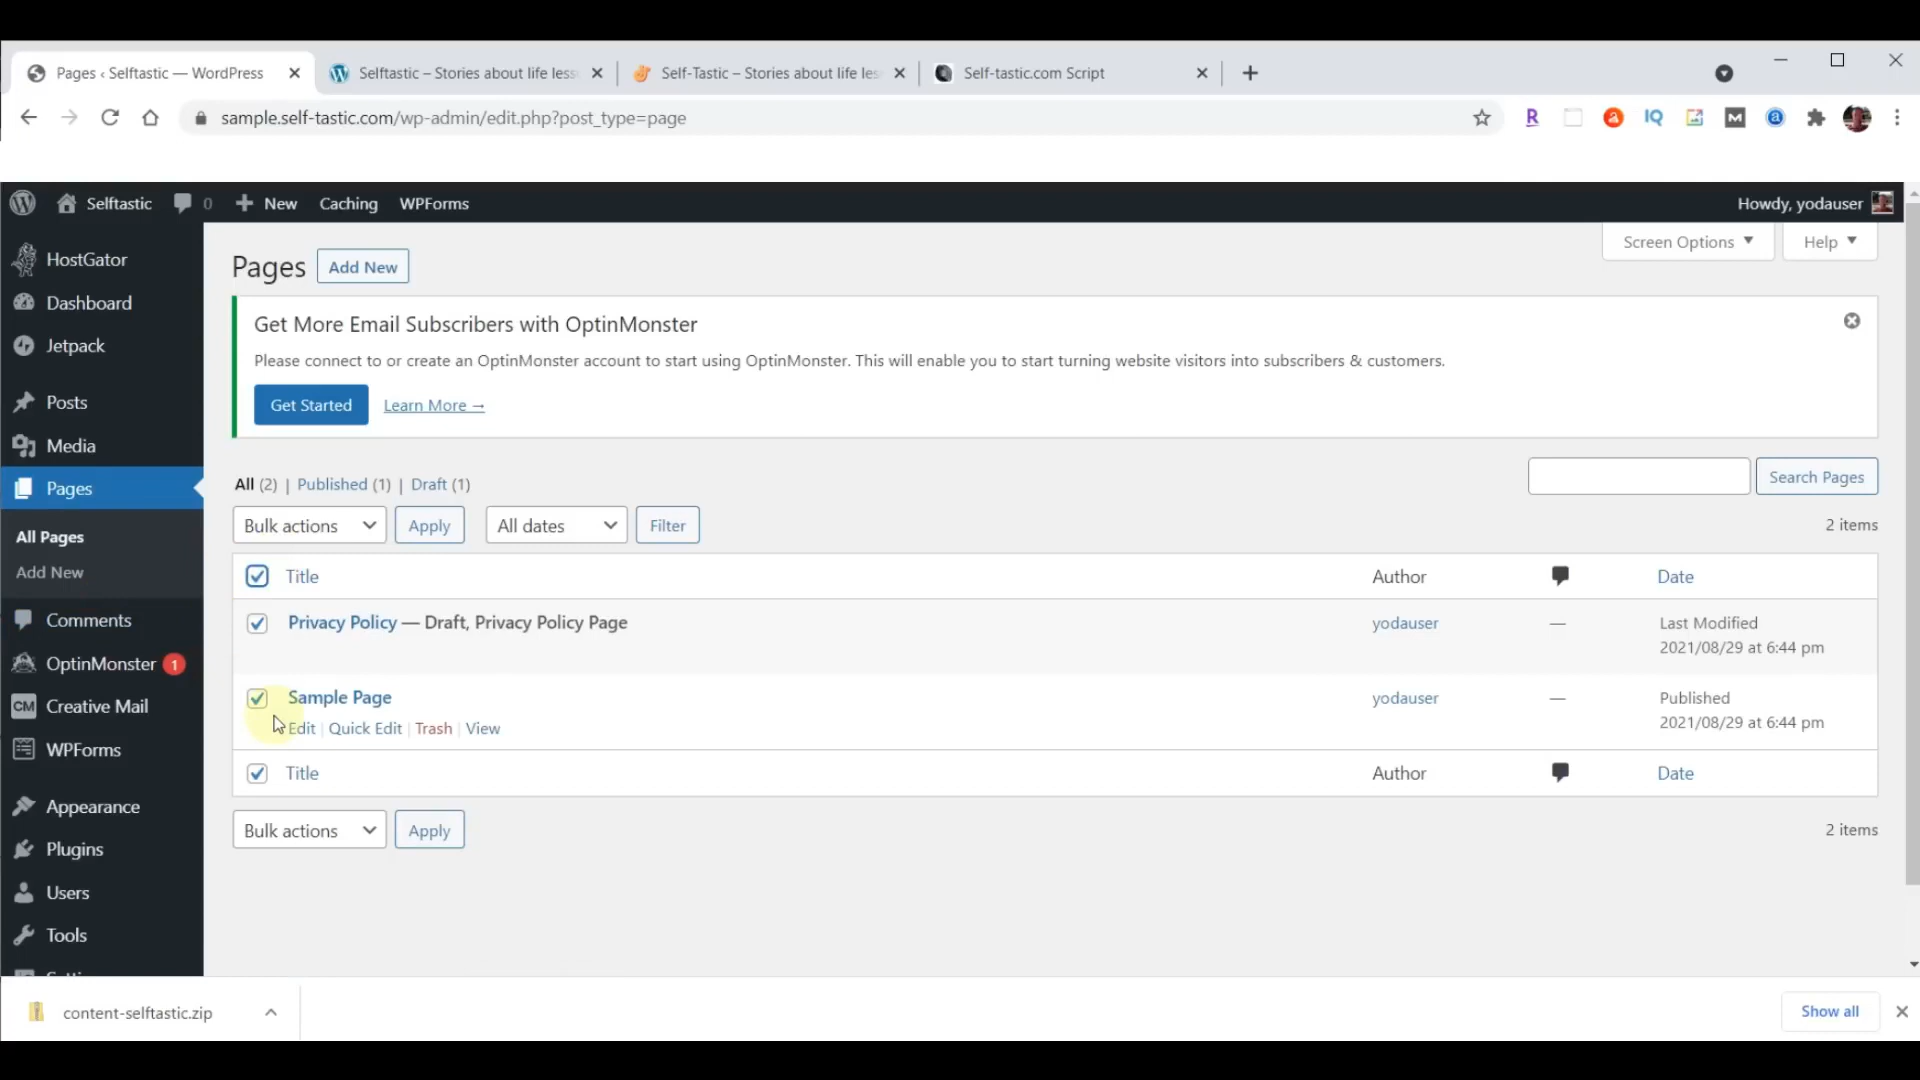 Pages ‹ Selftastic — WordPress
Selftastic – Stories about life less
Self-Tastic – Stories about life les
Self-tastic.com Script
sample.self-tastic.com/wp-admin/edit.php?post_type=page
R
a
IQ
M
a
Selftastic
0
New
Caching
WPForms
Howdy, yodauser
HostGator
Dashboard
Jetpack
Posts
Media
Pages
All Pages
Add New
Comments
OptinMonster 1
CM Creative Mail
WPForms
Appearance
Plugins
Users
Tools
Screen Options
Help
Pages
Add New
Get More Email Subscribers with OptinMonster
Please connect to or create an OptinMonster account to start using OptinMonster. This will enable you to start turning website visitors into subscribers & customers.
Get Started
Learn More →
All (2) | Published (1) | Draft (1)
Search Pages
Bulk actions
Apply
All dates
Filter
2 items
Title Author Date
Privacy Policy — Draft, Privacy Policy Page yodauser — Last Modified
2021/08/29 at 6:44 pm
Sample Page yodauser — Published
Edit | Quick Edit | Trash | View 2021/08/29 at 6:44 pm
Title Author Date
Bulk actions
Apply
2 items
content-selftastic.zip
Show all